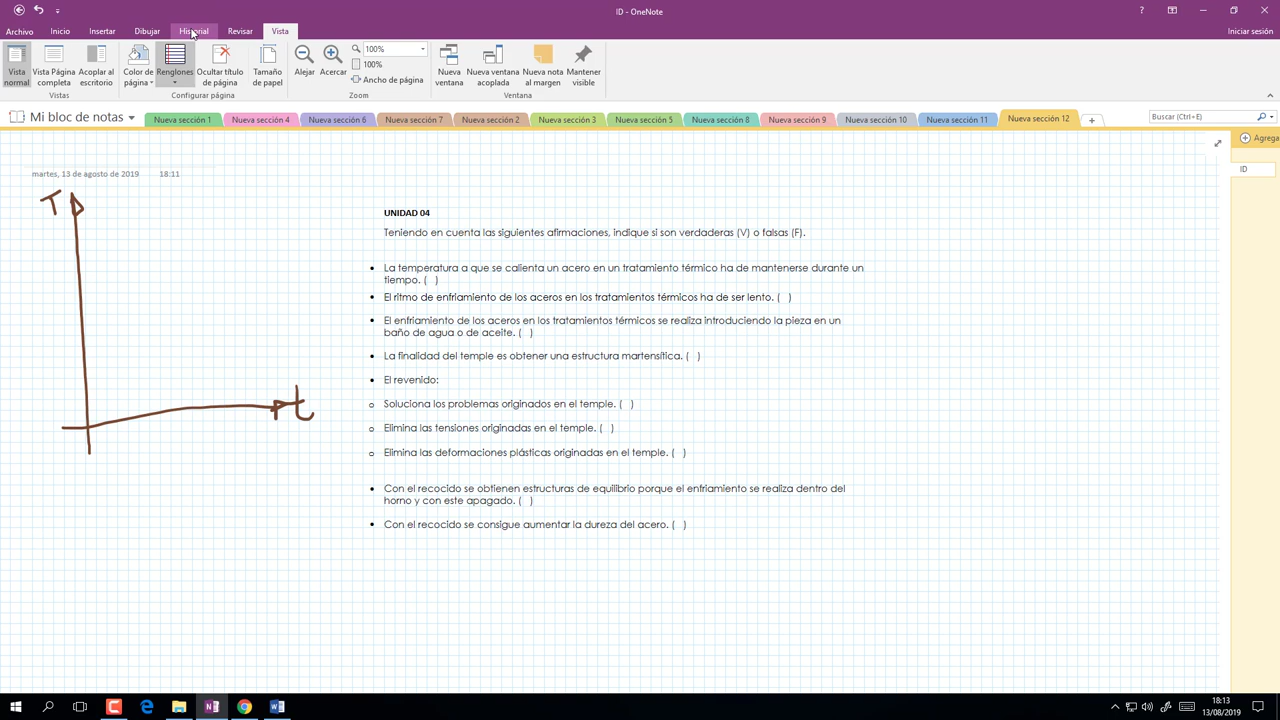 ID - OneNote
Archivo Inicio Insertar Dibujar Historial Revisar Vista Iniciar sesión
Vista normal
Vista Página completa
Acoplar al escritorio
Color de página
Renglones
Ocultar título de página
Tamaño de papel
Alejar
Acercar
100%
100%
Ancho de página
Nueva ventana
Nueva ventana acoplada
Nueva nota al margen
Mantener visible
Vistas Configurar página Zoom Ventana
Mi bloc de notas Nueva sección 1 Nueva sección 4 Nueva sección 6 Nueva sección 7 Nueva sección 2 Nueva sección 3 Nueva sección 5 Nueva sección 8 Nueva sección 9 Nueva sección 10 Nueva sección 11 Nueva sección 12 Buscar (Ctrl+E)
Agrega
ID
martes, 13 de agosto de 2019 18:11
T
t
UNIDAD 04
Teniendo en cuenta las siguientes afirmaciones, indique si son verdaderas (V) o falsas (F).
• La temperatura a que se calienta un acero en un tratamiento térmico ha de mantenerse durante un
tiempo. ( )
• El ritmo de enfriamiento de los aceros en los tratamientos térmicos ha de ser lento. ( )
• El enfriamiento de los aceros en los tratamientos térmicos se realiza introduciendo la pieza en un
baño de agua o de aceite. ( )
• La finalidad del temple es obtener una estructura martensítica. ( )
• El revenido:
o Soluciona los problemas originados en el temple. ( )
o Elimina las tensiones originadas en el temple. ( )
o Elimina las deformaciones plásticas originadas en el temple. ( )
• Con el recocido se obtienen estructuras de equilibrio porque el enfriamiento se realiza dentro del
horno y con este apagado. ( )
• Con el recocido se consigue aumentar la dureza del acero. ( )
18:13
13/08/2019